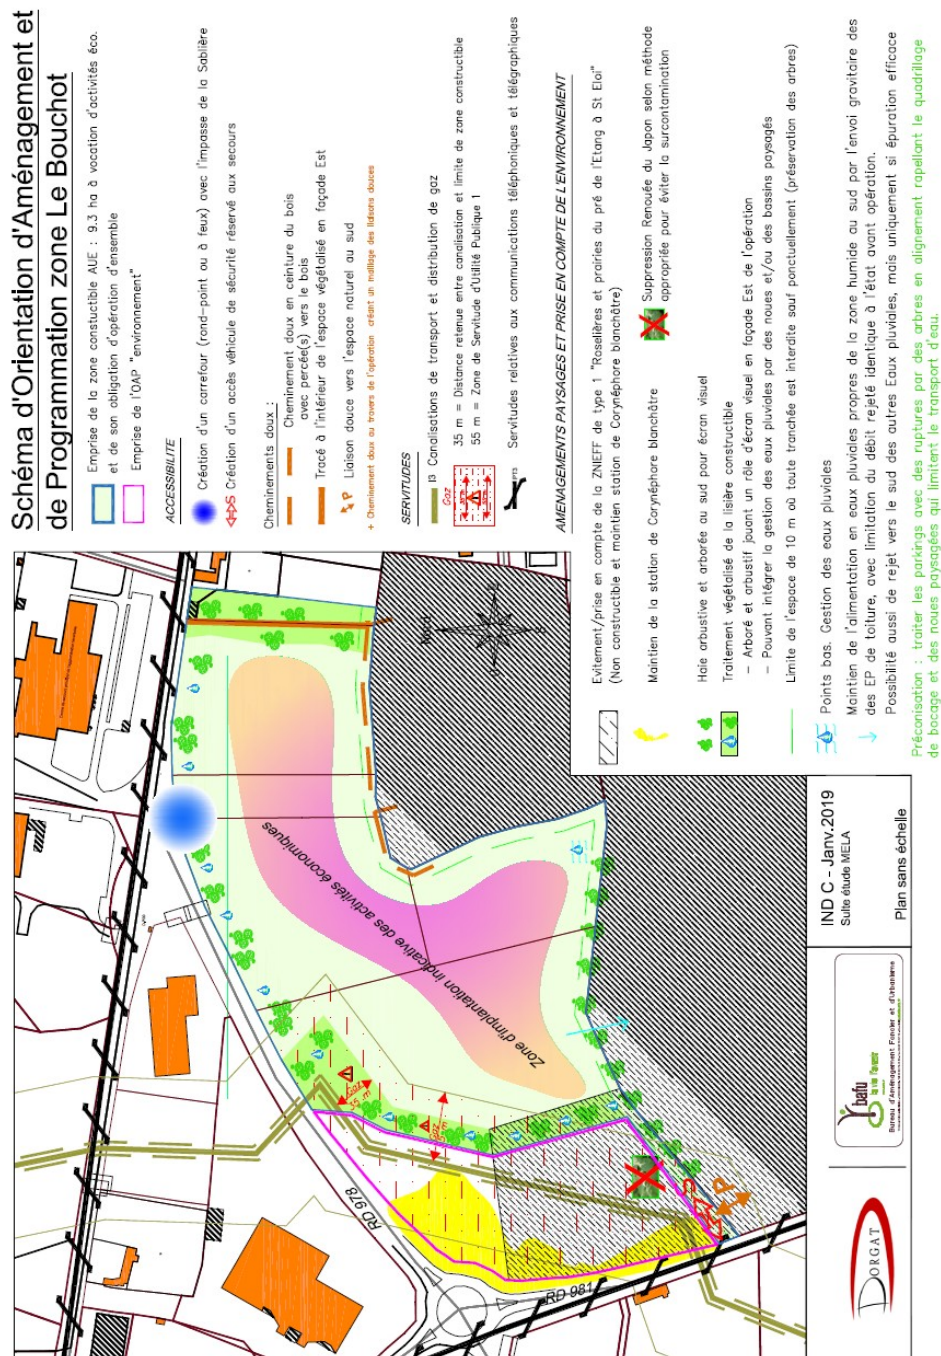 Schéma d'Orientation d'Aménagement et
de Programmation zone Le Bouchot
Emprise de la zone constuctible AUE : 9.3 ha à vocation d'activités éco.
et de son obligation d'opération d'ensemble
Emprise de l'OAP "environnement"
ACCESSIBILITE
Création d'un carrefour (rond-point ou à feux) avec l'impasse de la Sablière
Création d'un accès véhicule de sécurité réservé aux secours
Cheminements doux :
Cheminement doux en ceinture du bois
avec percée(s) vers le bois
Tracé à l'intérieur de l'espace végétalisé en façade Est
Liaison douce vers l'espace naturel au sud
+ Cheminement doux au travers de l'opération créant un maillage des liaisons douces
SERVITUDES
I3 Canalisations de transport et distribution de gaz
Gaz
35 m = Distance retenue entre canalisation et limite de zone constructible
55 m = Zone de Servitude d'Utilité Publique 1
PT3
Servitudes relatives aux communications téléphoniques et télégraphiques
AMENAGEMENTS PAYSAGES ET PRISE EN COMPTE DE L'ENVIRONNEMENT
Evitement/prise en compte de la ZNIEFF de type 1 "Roselières et prairies du pré de l'Etang à St Eloi"
(Non constructible et maintien station de Corynéphore blanchâtre)
Maintien de la station de Corynéphore blanchâtre
Suppression Renouée du Japon selon méthode
appropriée pour éviter la surcontamination
Haie arbustive et arborée au sud pour écran visuel
Traitement végétalisé de la lisière constructible
– Arboré et arbustif jouant un rôle d'écran visuel en façade Est de l'opération
– Pouvant intégrer la gestion des eaux pluviales par des noues et/ou des bassins paysagés
Limite de l'espace de 10 m où toute tranchée est interdite sauf ponctuellement (préservation des arbres)
Points bas. Gestion des eaux pluviales
Maintien de l'alimentation en eaux pluviales propres de la zone humide au sud par l'envoi gravitaire des
des EP de toiture, avec limitation du débit rejeté identique à l'état avant opération.
Possibilité aussi de rejet vers le sud des autres Eaux pluviales, mais uniquement si épuration efficace
Préconisation : traiter les parkings avec des ruptures par des arbres en alignement rapellant le quadrillage
de bocage et des noues paysagées qui limitent le transport d'eau.
Nord
Zone d'implantation indicative des activités économiques
Gaz
35 m
Gaz
RD 978
RD 981
P
DORGAT
bafu
la vie l'avenir
Bureau d'Aménagement Foncier et d'Urbanisme
IND C - Janv.2019
Suite étude MELA
Plan sans échelle